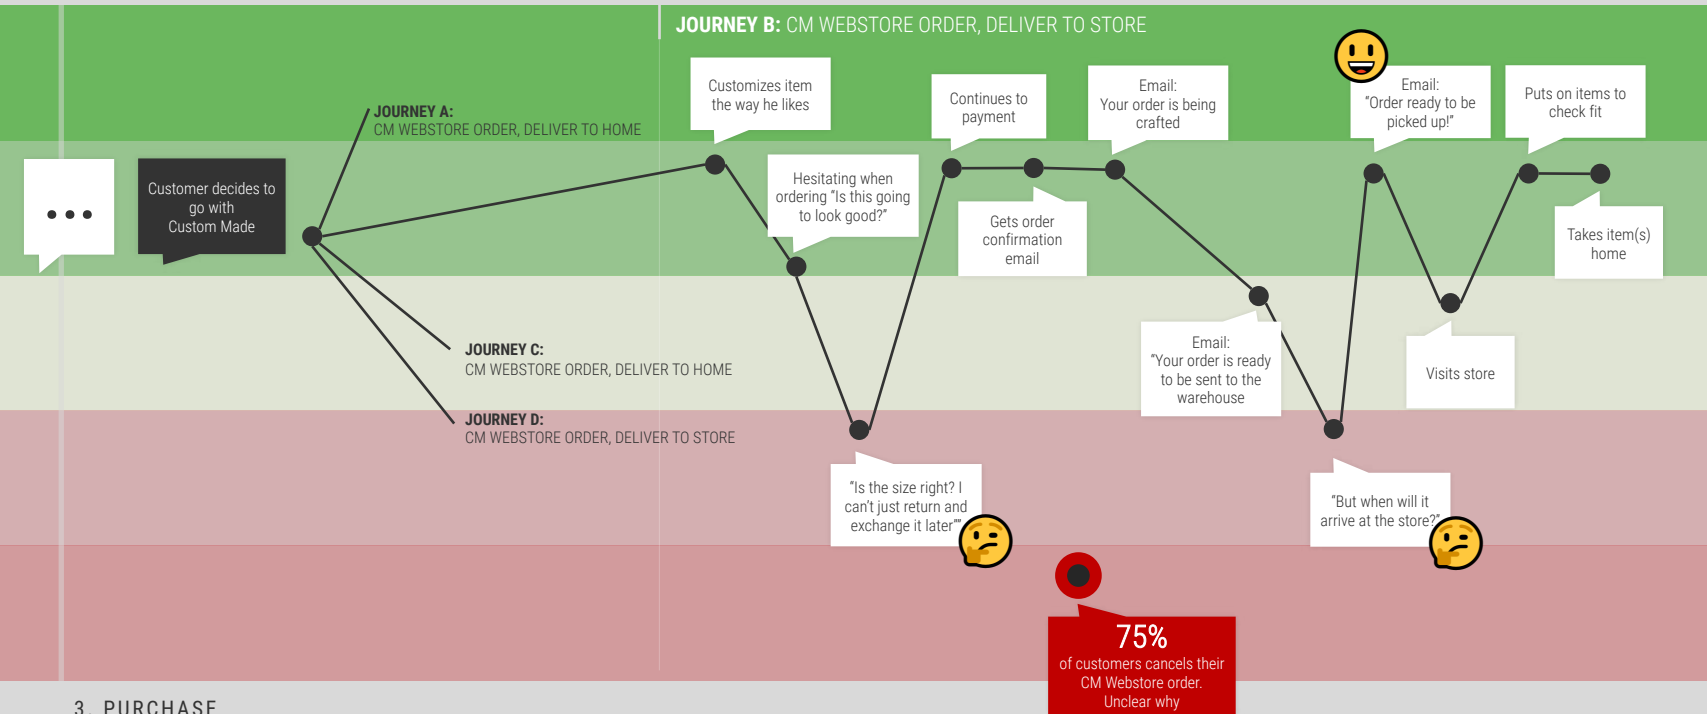 JOURNEY B: CM WEBSTORE ORDER, DELIVER TO STORE
JOURNEY A:
CM WEBSTORE ORDER, DELIVER TO HOME
...
Customer decides to
go with
Custom Made
JOURNEY C:
CM WEBSTORE ORDER, DELIVER TO HOME
JOURNEY D:
CM WEBSTORE ORDER, DELIVER TO STORE
Customizes item
the way he likes
Hesitating when
ordering “Is this going
to look good?”
“Is the size right? I
can’t just return and
exchange it later””
Continues to
payment
Gets order
confirmation
email
Email:
Your order is being
crafted
Email:
“Your order is ready
to be sent to the
warehouse
“But when will it
arrive at the store?”
Email:
“Order ready to be
picked up!”
Visits store
Puts on items to
check fit
Takes item(s)
home
75%
of customers cancels their
CM Webstore order.
Unclear why
3. PURCHASE